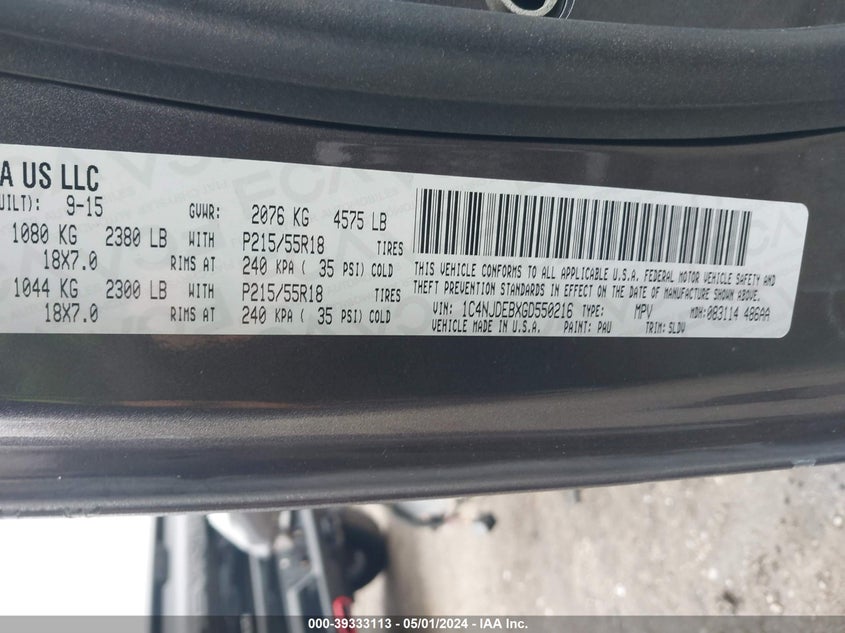 A US LLC
UILT): 9-15 GVWR: 2076 KG 4575 LB
1080 KG 2380 LB WITH P215/55R18 TIRES
18X7.0 RIMS AT 240 KPA ( 35 PSI) COLD
1044 KG 2300 LB WITH P215/55R18 TIRES
18X7.0 RIMS AT 240 KPA ( 35 PSI) COLD
THIS VEHICLE CONFORMS TO ALL APPLICABLE U.S.A. FEDERAL MOTOR VEHICLE SAFETY AND
THEFT PREVENTION STANDARDS IN EFFECT ON THE DATE OF MANUFACTURE SHOWN ABOVE.
VIN: 1C4NJDEBXGD550216 TYPE: MPV MDH: 083114 486AA
VEHICLE MADE IN U.S.A. PAINT: PAU TRIM: SLDV
000-39333113 - 05/01/2024 - IAA Inc.